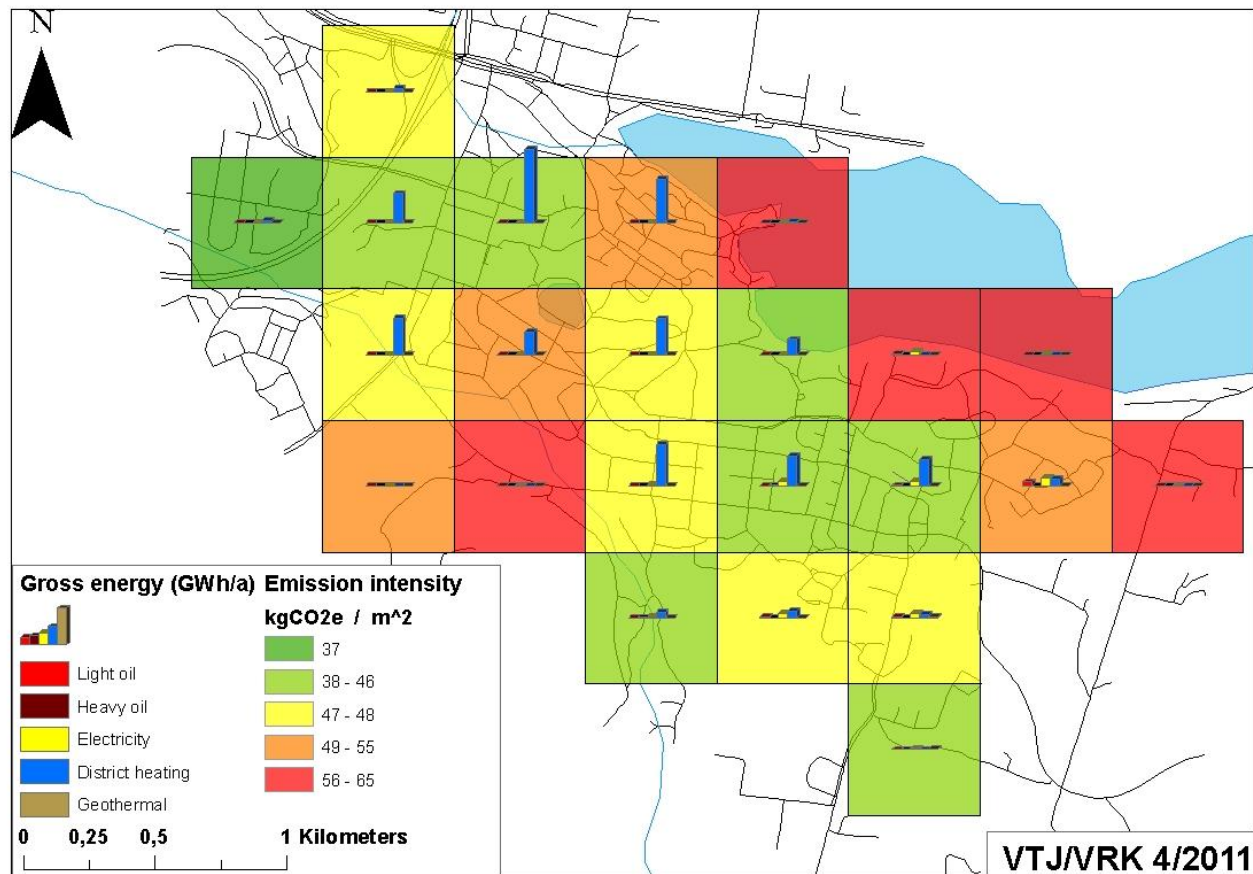 N
Gross energy (GWh/a)
Light oil
Heavy oil
Electricity
District heating
Geothermal
Emission intensity
kgCO2e / m^2
37
38 - 46
47 - 48
49 - 55
56 - 65
0 0,25 0,5 1 Kilometers
VTJ/VRK 4/2011